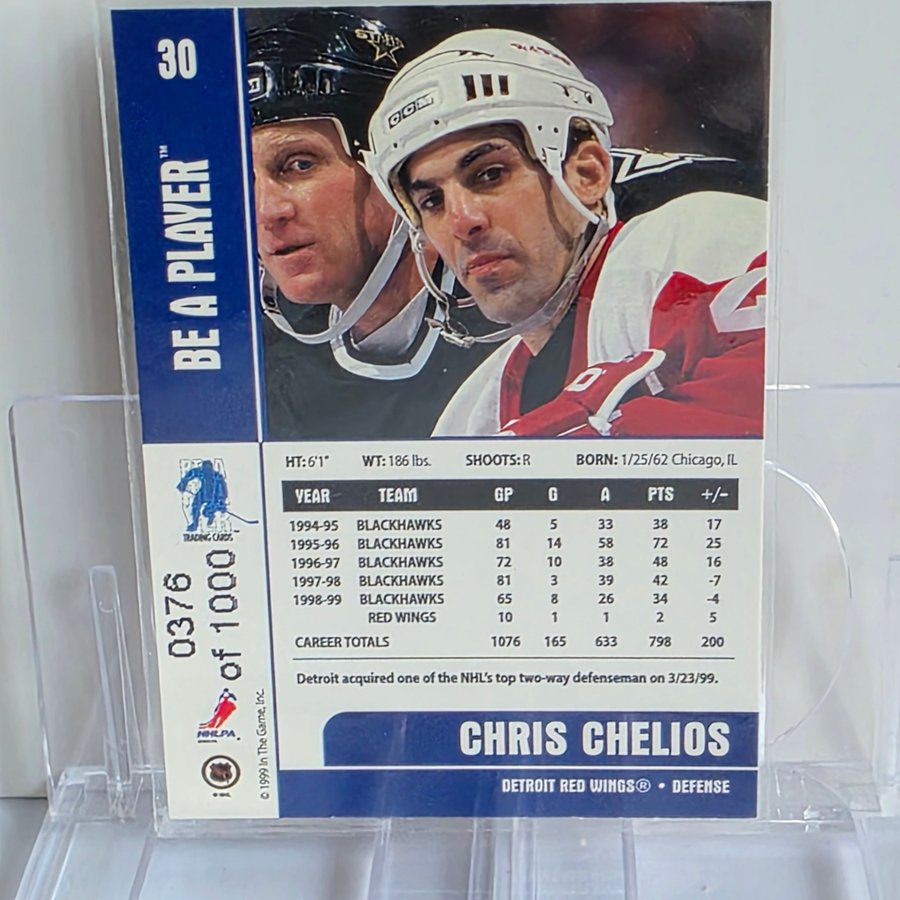 30
BE A PLAYER™
STARS
CCM
BE A
PLAYER
TRADING CARDS
0376
of 1000
NHLPA
© 1999 In The Game, Inc.
HT: 6'1" WT: 186 lbs. SHOOTS: R BORN: 1/25/62 Chicago, IL
YEAR TEAM GP G A PTS +/-
1994-95 BLACKHAWKS 48 5 33 38 17
1995-96 BLACKHAWKS 81 14 58 72 25
1996-97 BLACKHAWKS 72 10 38 48 16
1997-98 BLACKHAWKS 81 3 39 42 -7
1998-99 BLACKHAWKS 65 8 26 34 -4
RED WINGS 10 1 1 2 5
CAREER TOTALS 1076 165 633 798 200
Detroit acquired one of the NHL's top two-way defenseman on 3/23/99.
CHRIS CHELIOS
DETROIT RED WINGS® • DEFENSE